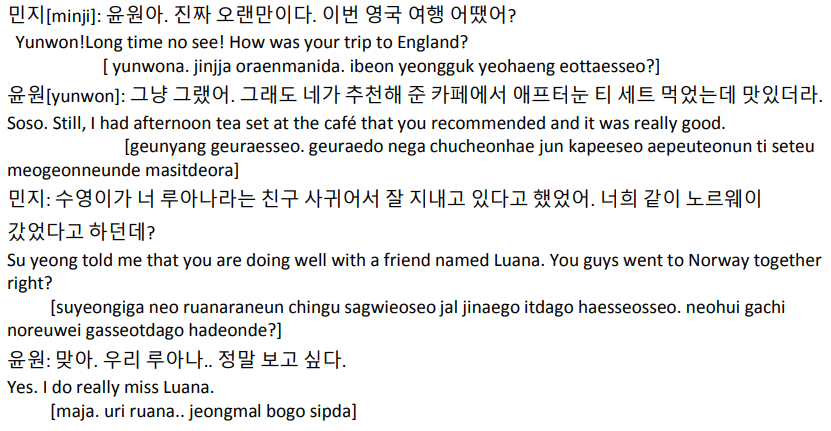 민지[minji]: 윤원아. 진짜 오랜만이다. 이번 영국 여행 어땠어?
Yunwon!Long time no see! How was your trip to England?
[ yunwona. jinjja oraenmanida. ibeon yeongguk yeohaeng eottaesseo?]
윤원[yunwon]: 그냥 그랬어. 그래도 네가 추천해 준 카페에서 애프터눈 티 세트 먹었는데 맛있더라.
Soso. Still, I had afternoon tea set at the café that you recommended and it was really good.
[geunyang geuraesseo. geuraedo nega chucheonhae jun kapeeseo aepeuteonun ti seteu
meogeonneunde masitdeora]
민지: 수영이가 너 루아나라는 친구 사귀어서 잘 지내고 있다고 했었어. 너희 같이 노르웨이
갔었다고 하던데?
Su yeong told me that you are doing well with a friend named Luana. You guys went to Norway together
right?
[suyeongiga neo ruanaraneun chingu sagwieoseo jal jinaego itdago haesseosseo. neohui gachi
noreuwei gasseotdago hadeonde?]
윤원: 맞아. 우리 루아나.. 정말 보고 싶다.
Yes. I do really miss Luana.
[maja. uri ruana.. jeongmal bogo sipda]